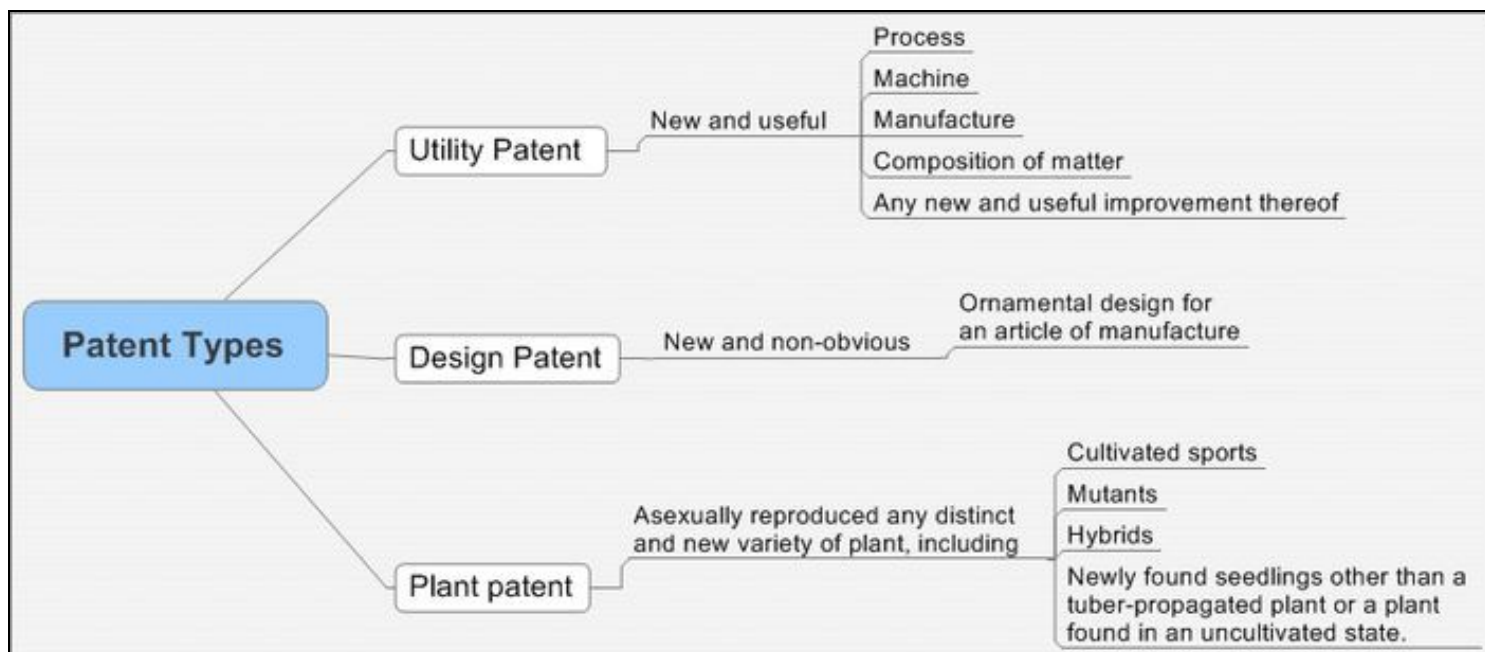 Patent Types
Utility Patent
New and useful
Process
Machine
Manufacture
Composition of matter
Any new and useful improvement thereof
Design Patent
New and non-obvious
Ornamental design for
an article of manufacture
Plant patent
Asexually reproduced any distinct
and new variety of plant, including
Cultivated sports
Mutants
Hybrids
Newly found seedlings other than a
tuber-propagated plant or a plant
found in an uncultivated state.